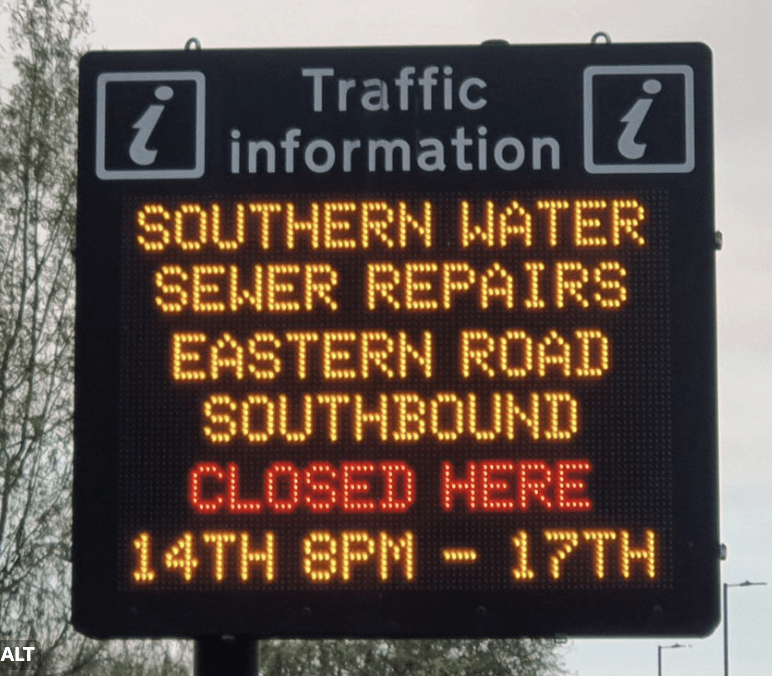 Traffic
information
SOUTHERN WATER
SEWER REPAIRS
EASTERN ROAD
SOUTHBOUND
CLOSED HERE
14TH 8PM - 17TH
ALT